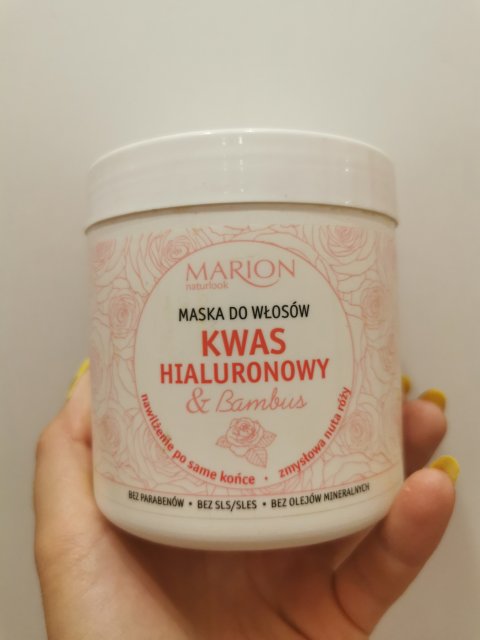 MARION
naturlook
MASKA DO WŁOSÓW
KWAS
HIALURONOWY
& Bambus
nawilżenie po same końce • zmysłowa nuta róży
BEZ PARABENÓW • BEZ SLS/SLES • BEZ OLEJÓW MINERALNYCH